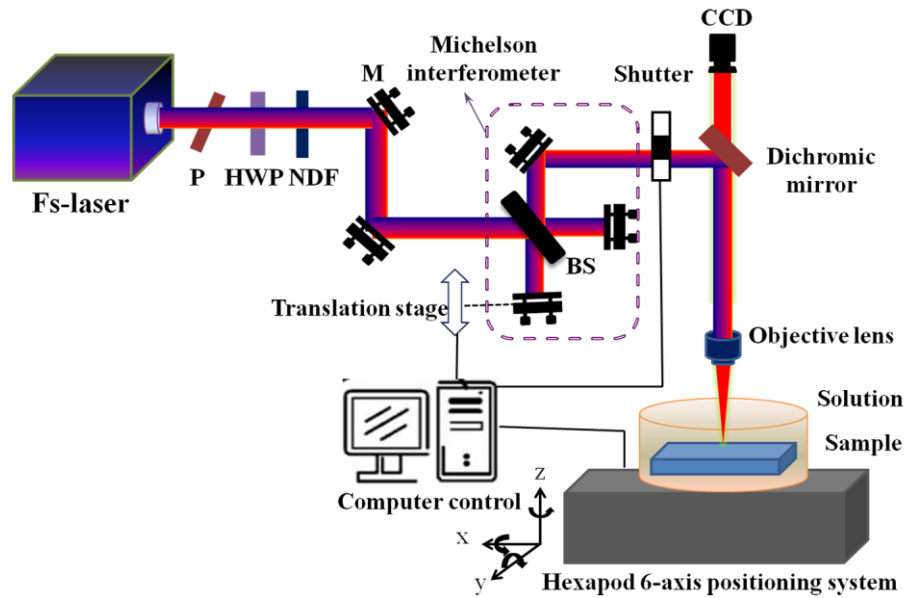 CCD
Michelson
interferometer
Shutter
M
Dichromic
mirror
P HWP NDF
Fs-laser
BS
Translation stage
Objective lens
Solution
Sample
Computer control
z
x
y
Hexapod 6-axis positioning system